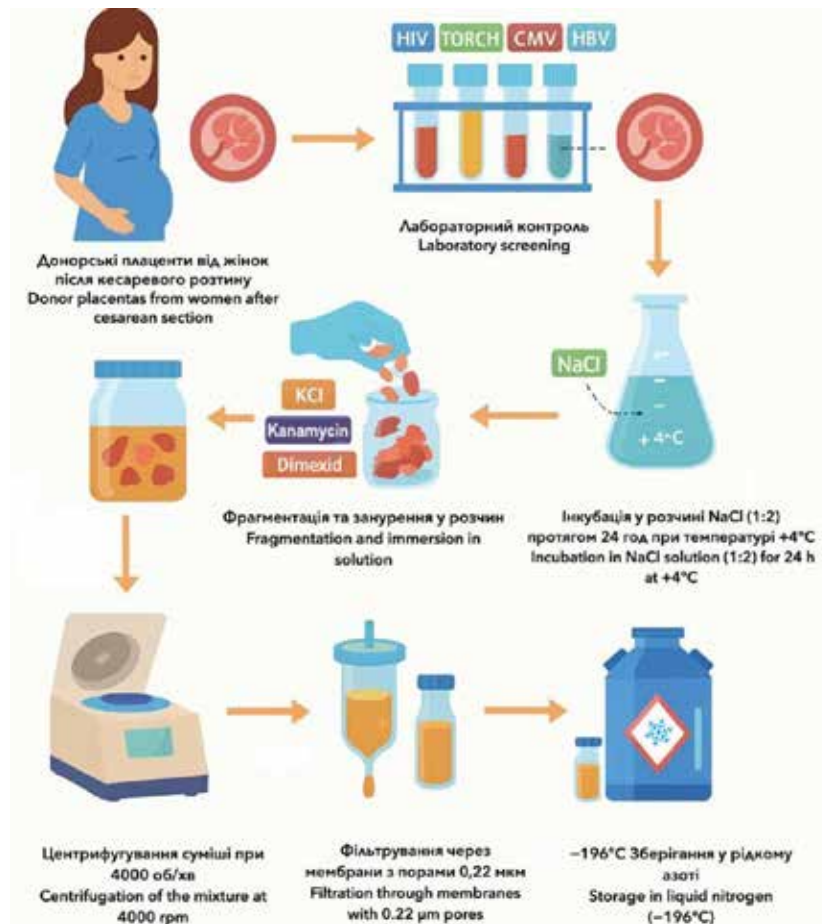 HIV TORCH CMV HBV
Донорські плаценти від жінок
після кесаревого розтину
Donor placentas from women after
cesarean section
Лабораторний контроль
Laboratory screening
NaCl
+ 4°C
KCl
Kanamycin
Dimexid
Інкубація у розчині NaCl (1:2)
протягом 24 год при температурі +4°C
Incubation in NaCl solution (1:2) for 24 h
at +4°C
Фрагментація та занурення у розчин
Fragmentation and immersion in
solution
Центрифугування суміші при
4000 об/хв
Centrifugation of the mixture at
4000 rpm
Фільтрування через
мембрани з порами 0,22 мкм
Filtration through membranes
with 0.22 µm pores
−196°C Зберігання у рідкому
азоті
Storage in liquid nitrogen
(−196°C)